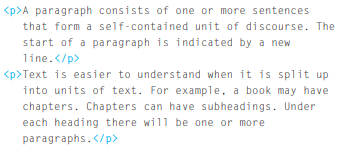 <p>A paragraph consists of one or more sentences
that form a self-contained unit of discourse. The
start of a paragraph is indicated by a new
line.</p>
<p>Text is easier to understand when it is split up
into units of text. For example, a book may have
chapters. Chapters can have subheadings. Under
each heading there will be one or more
paragraphs.</p>